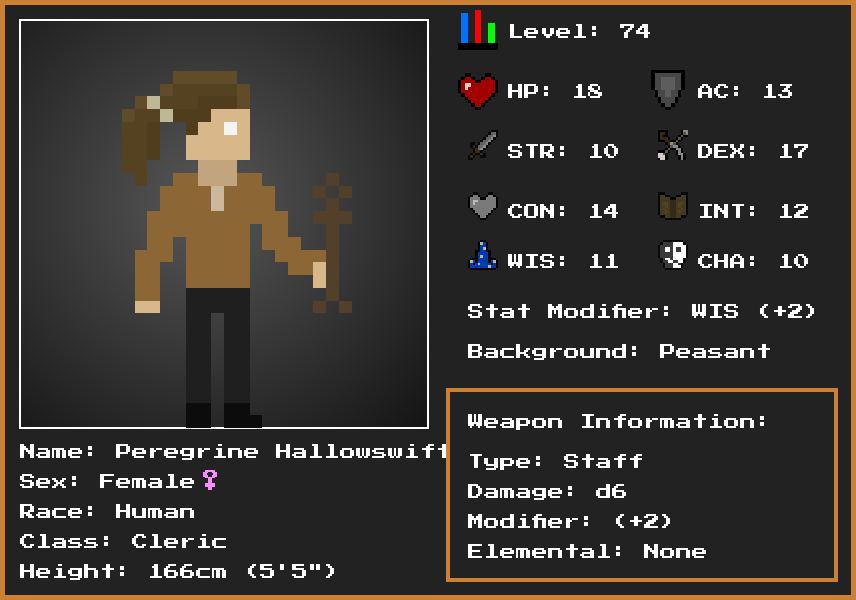 Level: 74
HP: 18 AC: 13
STR: 10 DEX: 17
CON: 14 INT: 12
WIS: 11 CHA: 10
Stat Modifier: WIS (+2)
Background: Peasant
Name: Peregrine Hallowswift
Sex: Female
Race: Human
Class: Cleric
Height: 166cm (5'5")
Weapon Information:
Type: Staff
Damage: d6
Modifier: (+2)
Elemental: None